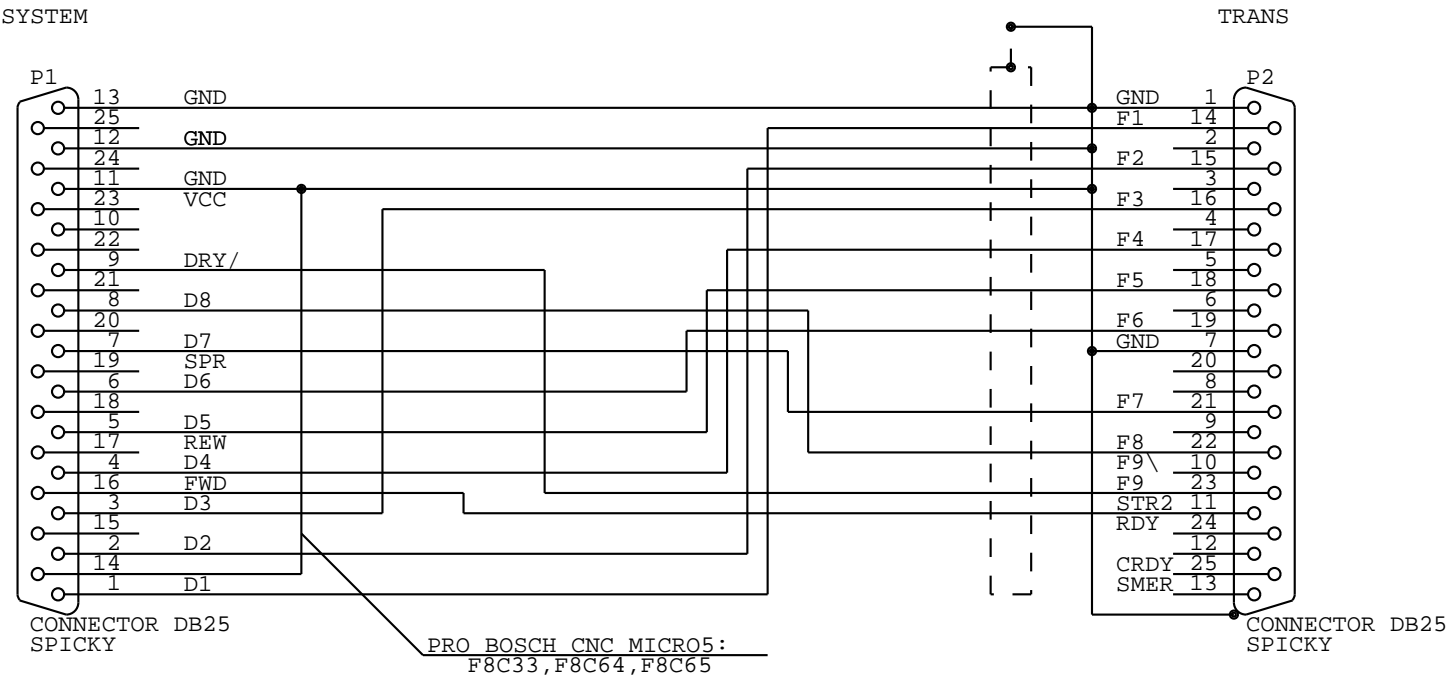 SYSTEM
TRANS
P1
P2
13 GND
25
12 GND
24
11 GND
23 VCC
10
22
9 DRY/
21
8 D8
20
7 D7
19 SPR
6 D6
18
5 D5
17 REW
4 D4
16 FWD
3 D3
15
2 D2
14
1 D1
CONNECTOR DB25
SPICKY
PRO BOSCH CNC MICRO5:
F8C33,F8C64,F8C65
GND 1
F1 14
2
F2 15
3
F3 16
4
F4 17
5
F5 18
6
F6 19
GND 7
20
8
F7 21
9
F8 22
F9\ 10
F9 23
STR2 11
RDY 24
12
CRDY 25
SMER 13
CONNECTOR DB25
SPICKY